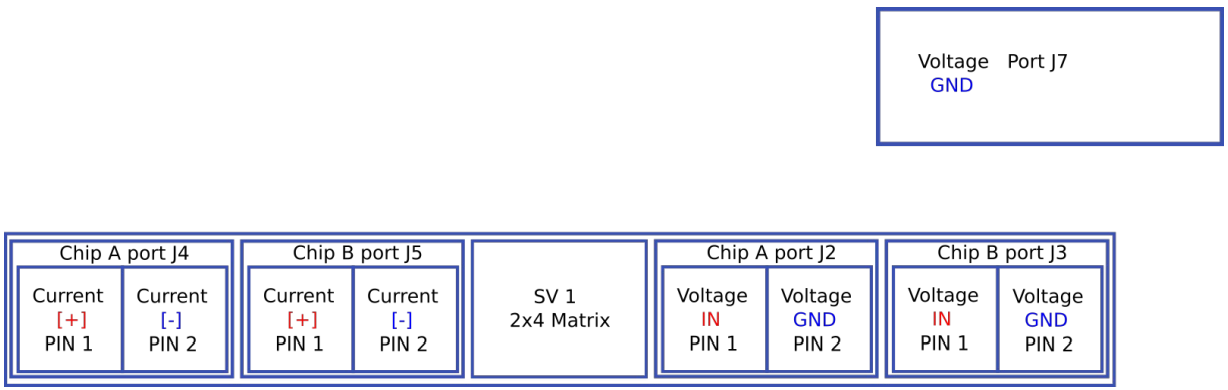 Voltage Port J7
GND
Chip A port J4
Current
[+]
PIN 1
Current
[-]
PIN 2
Chip B port J5
Current
[+]
PIN 1
Current
[-]
PIN 2
SV 1
2x4 Matrix
Chip A port J2
Voltage
IN
PIN 1
Voltage
GND
PIN 2
Chip B port J3
Voltage
IN
PIN 1
Voltage
GND
PIN 2